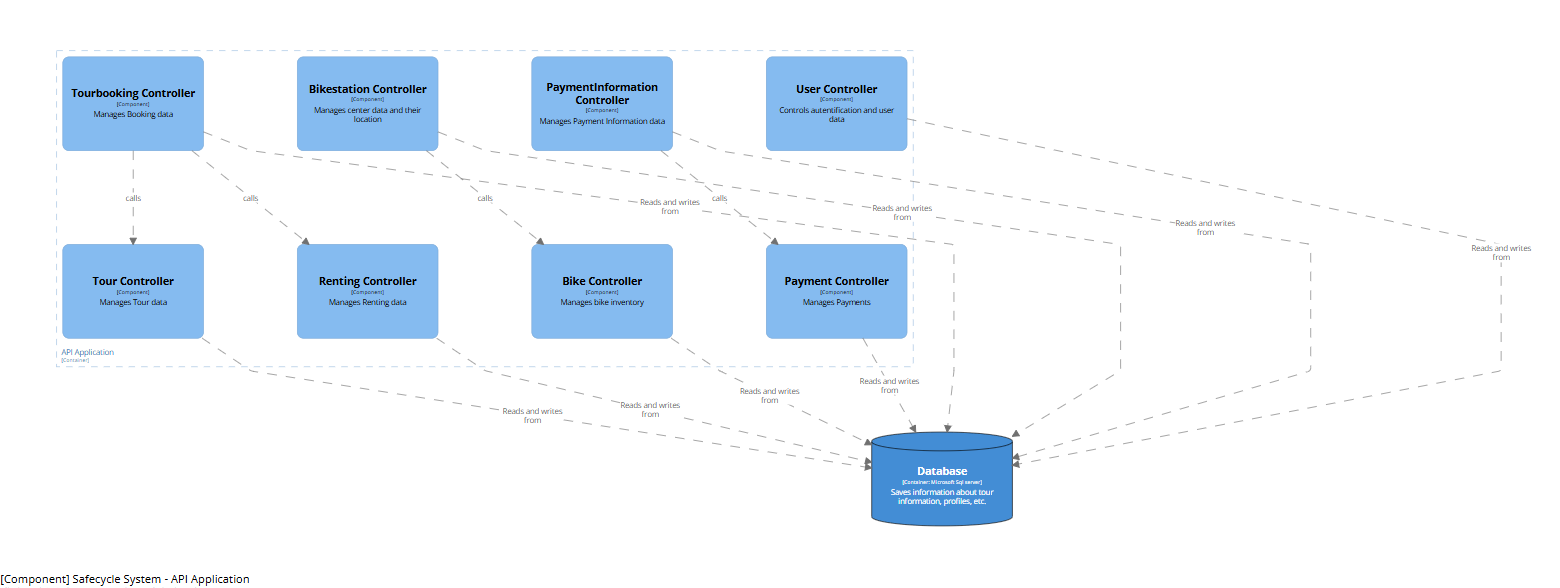 Tourbooking Controller
[Component]
Manages Booking data
Bikestation Controller
[Component]
Manages center data and their
location
PaymentInformation
Controller
[Component]
Manages Payment Information data
User Controller
[Component]
Controls autentification and user
data
calls
calls
calls
calls
Reads and writes
from
Reads and writes
from
Reads and writes
from
Reads and writes
from
Tour Controller
[Component]
Manages Tour data
Renting Controller
[Component]
Manages Renting data
Bike Controller
[Component]
Manages bike inventory
Payment Controller
[Component]
Manages Payments
API Application
[Container]
Reads and writes
from
Reads and writes
from
Reads and writes
from
Reads and writes
from
Database
[Container: Microsoft Sql server]
Saves information about tour
information, profiles, etc.
[Component] Safecycle System - API Application